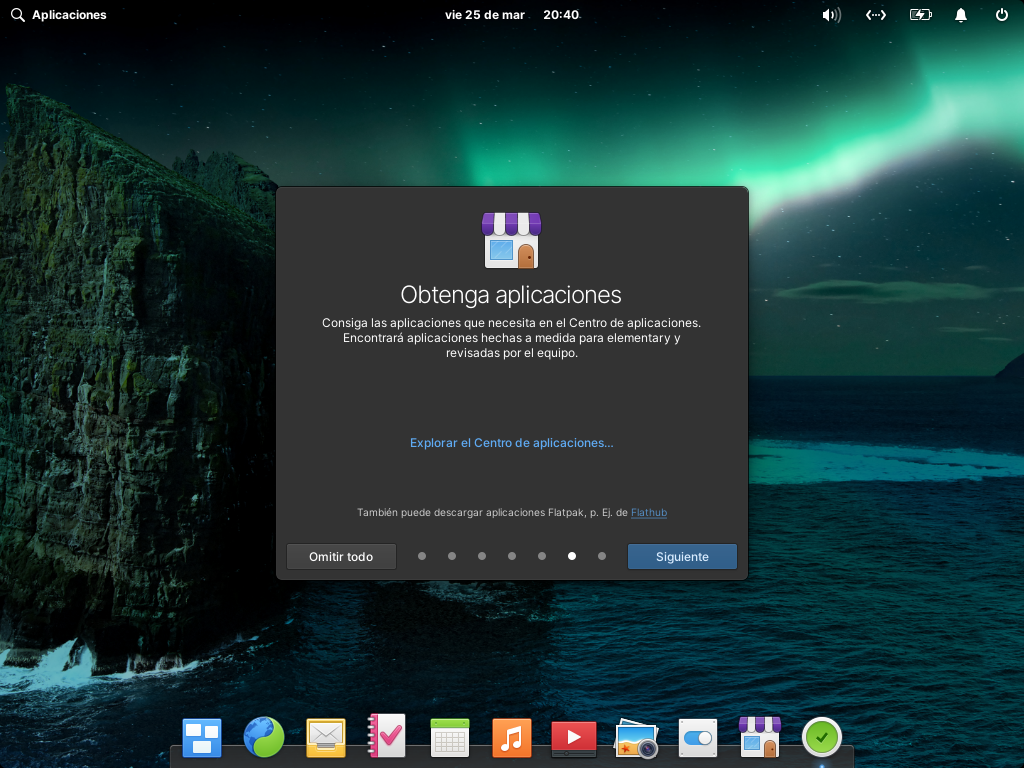 Aplicaciones
vie 25 de mar 20:40
Obtenga aplicaciones
Consiga las aplicaciones que necesita en el Centro de aplicaciones.
Encontrará aplicaciones hechas a medida para elementary y
revisadas por el equipo.
Explorar el Centro de aplicaciones...
También puede descargar aplicaciones Flatpak, p. Ej. de Flathub
Omitir todo
Siguiente